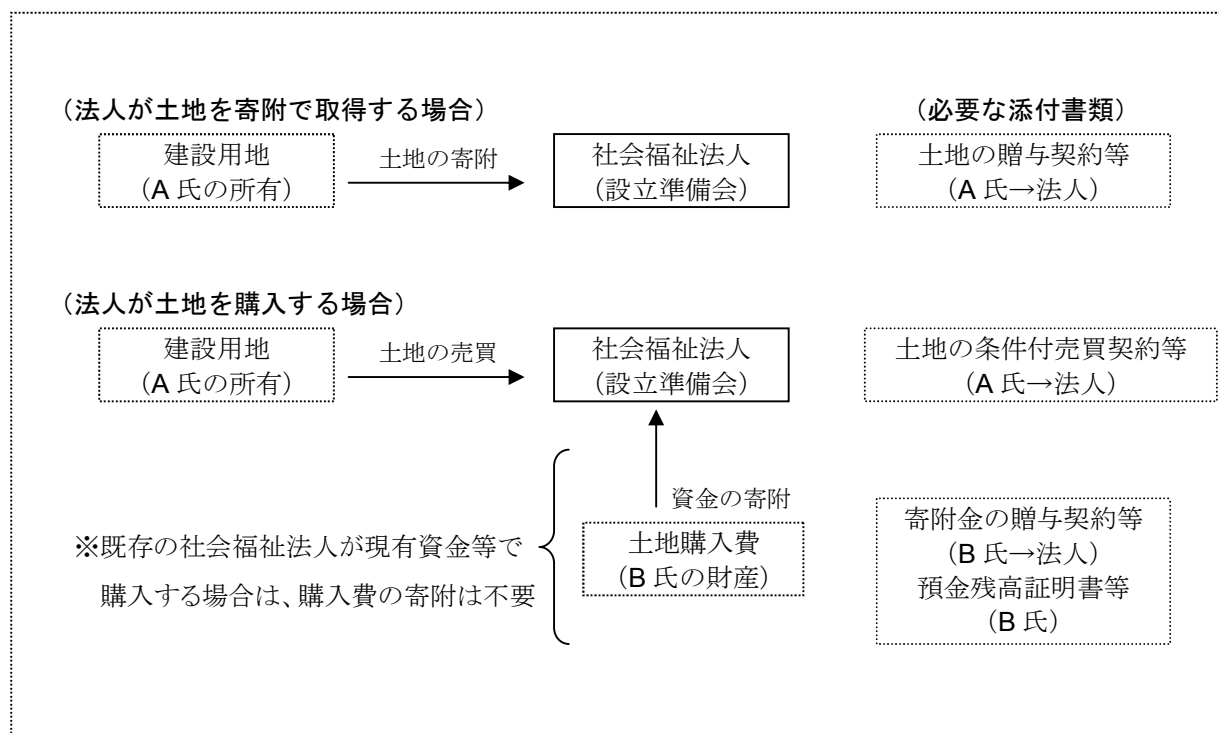 (法人が土地を寄附で取得する場合)
(必要な添付書類)
建設用地
(A 氏の所有)
土地の寄附
社会福祉法人
(設立準備会)
土地の贈与契約等
(A 氏→法人)
(法人が土地を購入する場合)
建設用地
(A 氏の所有)
土地の売買
社会福祉法人
(設立準備会)
土地の条件付売買契約等
(A 氏→法人)
資金の寄附
※既存の社会福祉法人が現有資金等で
購入する場合は、購入費の寄附は不要
土地購入費
(B 氏の財産)
寄附金の贈与契約等
(B 氏→法人)
預金残高証明書等
(B 氏)